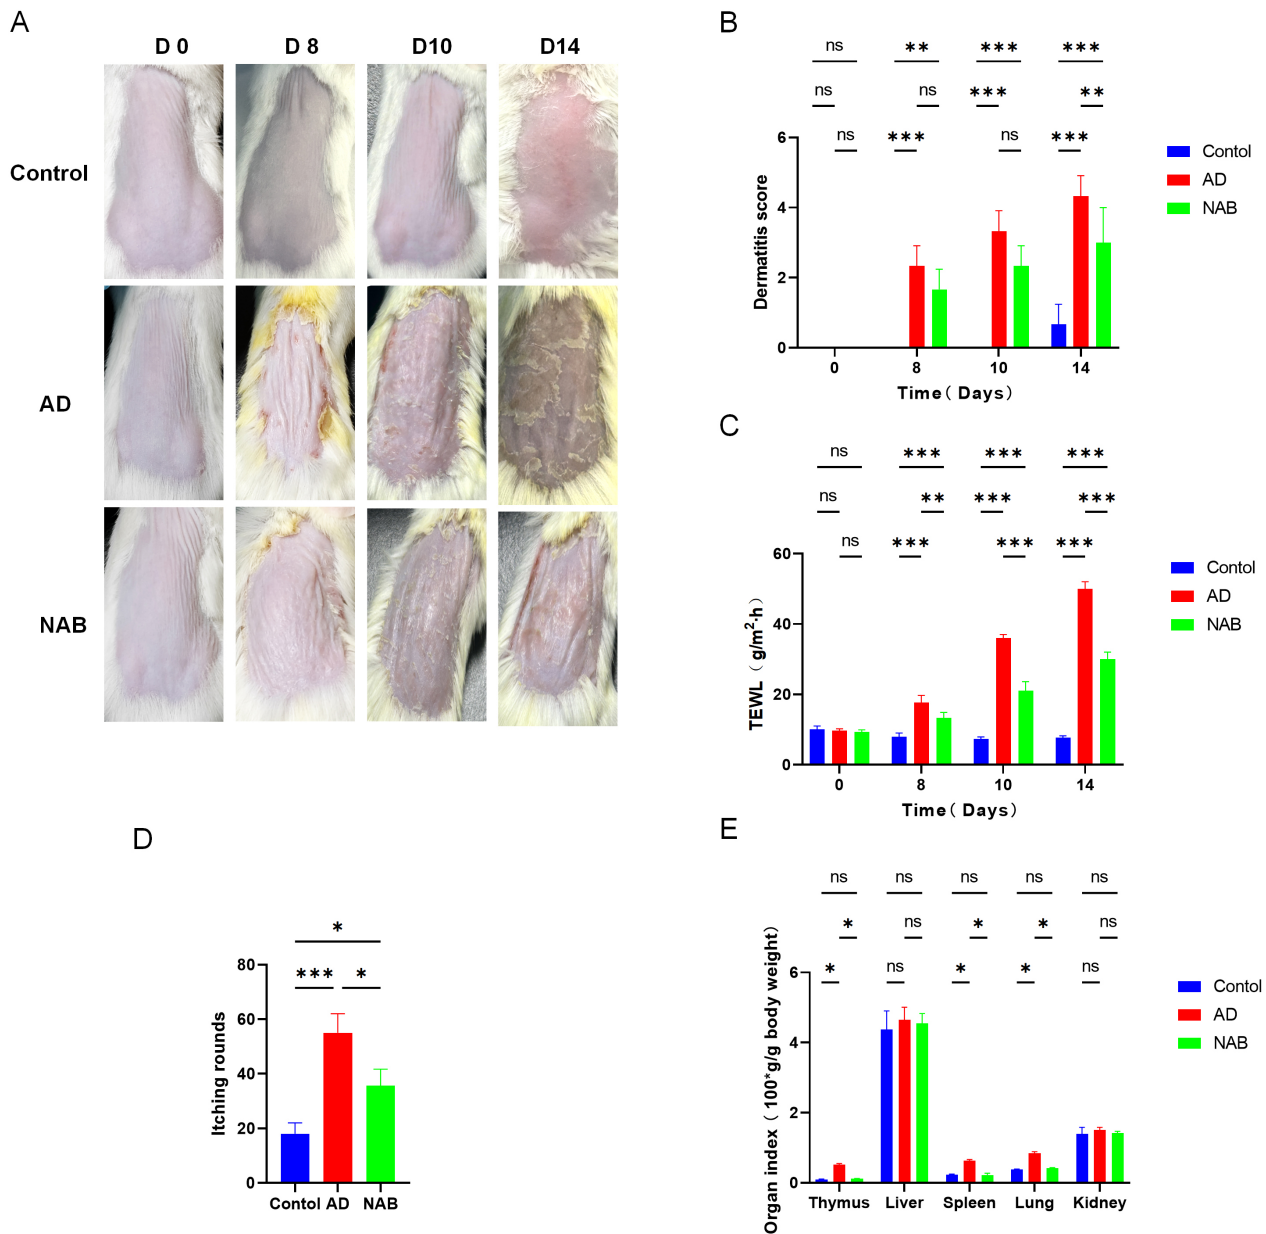 A
D 0 D 8 D10 D14
Control
AD
NAB
B
ns ** *** ***
ns ns *** **
ns *** ns ***
6
4
2
0
Dermatitis score
0 8 10 14
Time( Days)
Contol
AD
NAB
C
ns *** *** ***
ns ** *** ***
ns *** *** ***
60
40
20
0
TEWL( g/m²·h)
0 8 10 14
Time( Days)
Contol
AD
NAB
D
*
*** *
80
60
40
20
0
Itching rounds
Contol AD NAB
E
ns ns ns ns ns
* ns * * ns
* ns * * ns
6
4
2
0
Organ index( 100*g/g body weight)
Thymus Liver Spleen Lung Kidney
Contol
AD
NAB